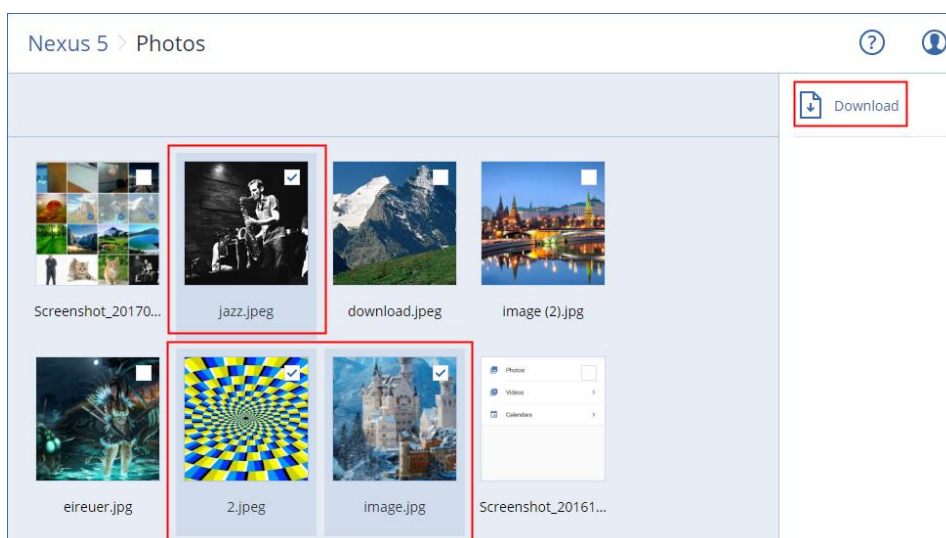 Nexus 5 > Photos
Download
Screenshot_20170...
jazz.jpeg
download.jpeg
image (2).jpg
Photos
Videos
Calendars
eireuer.jpg
2.jpeg
image.jpg
Screenshot_20161...